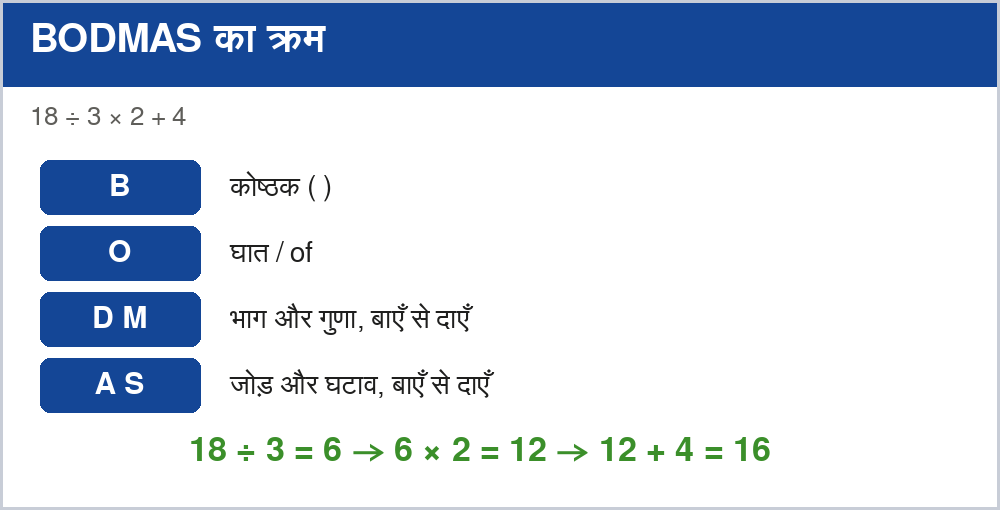 BODMAS का क्रम
18 ÷ 3 × 2 + 4
B कोष्ठक ( )
O घात / of
D M भाग और गुणा, बाएँ से दाएँ
A S जोड़ और घटाव, बाएँ से दाएँ
18 ÷ 3 = 6 → 6 × 2 = 12 → 12 + 4 = 16